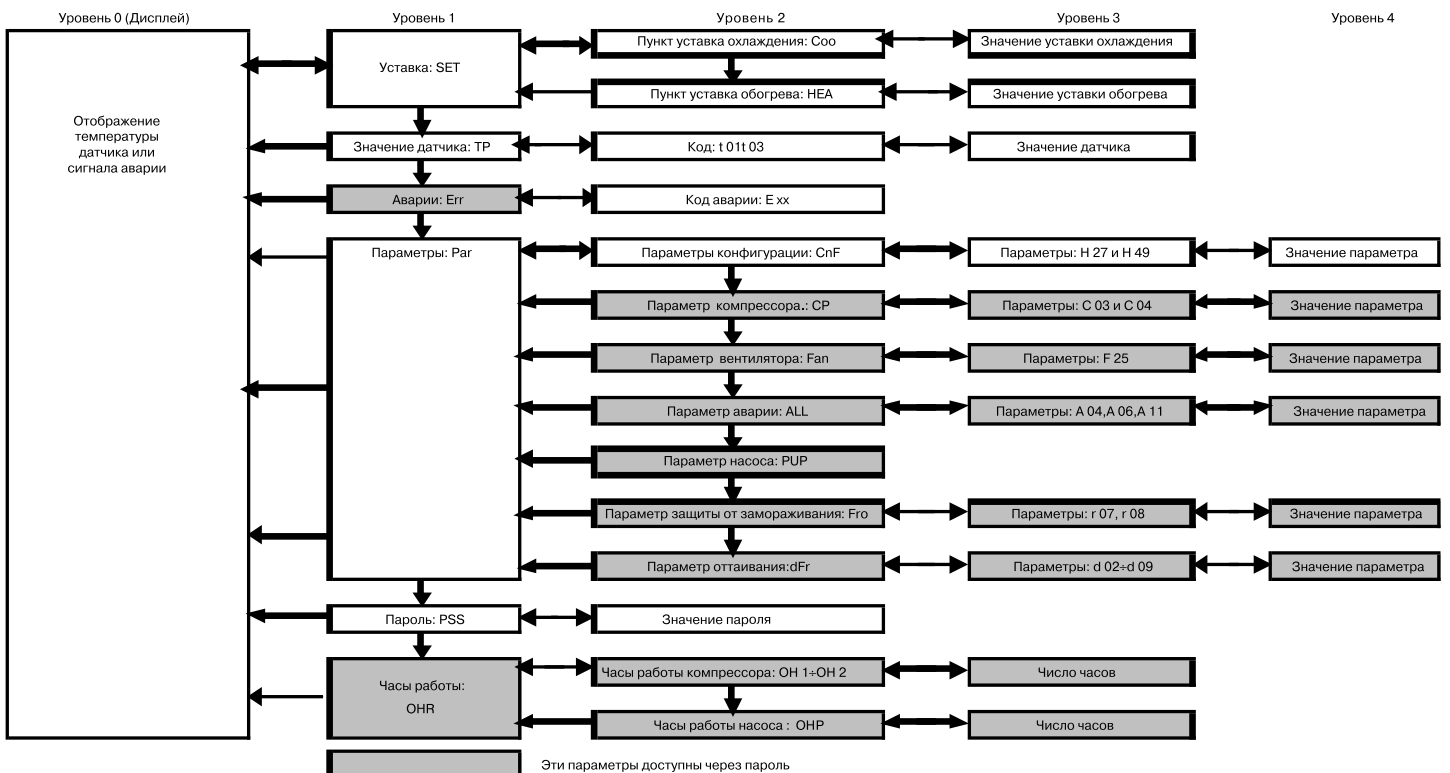 Уровень 0 (Дисплей) Уровень 1 Уровень 2 Уровень 3 Уровень 4
Отображение
температуры
датчика или
сигнала аварии
Уставка: SET
Пункт уставка охлаждения: Coo
Значение уставки охлаждения
Пункт уставка обогрева: HEA
Значение уставки обогрева
Значение датчика: TP
Код: t 01t 03
Значение датчика
Аварии: Err
Код аварии: E xx
Параметры: Par
Параметры конфигурации: CnF
Параметры: H 27 и H 49
Значение параметра
Параметр компрессора.: CP
Параметры: C 03 и C 04
Значение параметра
Параметр вентилятора: Fan
Параметры: F 25
Значение параметра
Параметр аварии: ALL
Параметры: A 04,A 06,A 11
Значение параметра
Параметр насоса: PUP
Параметр защиты от замораживания: Fro
Параметры: r 07, r 08
Значение параметра
Параметр оттаивания:dFr
Параметры: d 02÷d 09
Значение параметра
Пароль: PSS
Значение пароля
Часы работы:
OHR
Часы работы компрессора: OH 1÷OH 2
Число часов
Часы работы насоса : OHP
Число часов
Эти параметры доступны через пароль